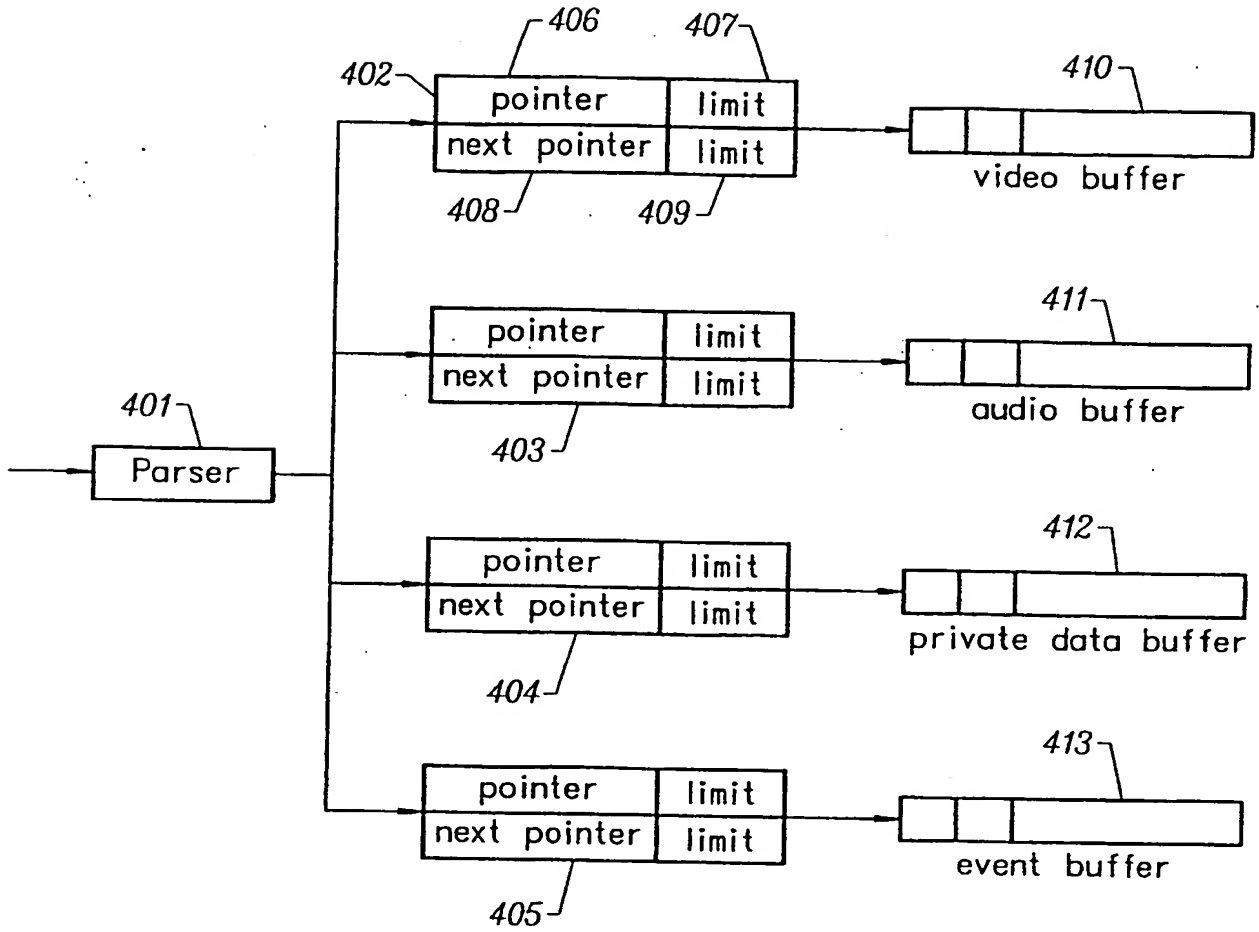 406
407
402
410
pointer limit
next pointer limit
video buffer
408
409
411
pointer limit
next pointer limit
audio buffer
401
403
Parser
412
pointer limit
next pointer limit
private data buffer
404
413
pointer limit
next pointer limit
event buffer
405